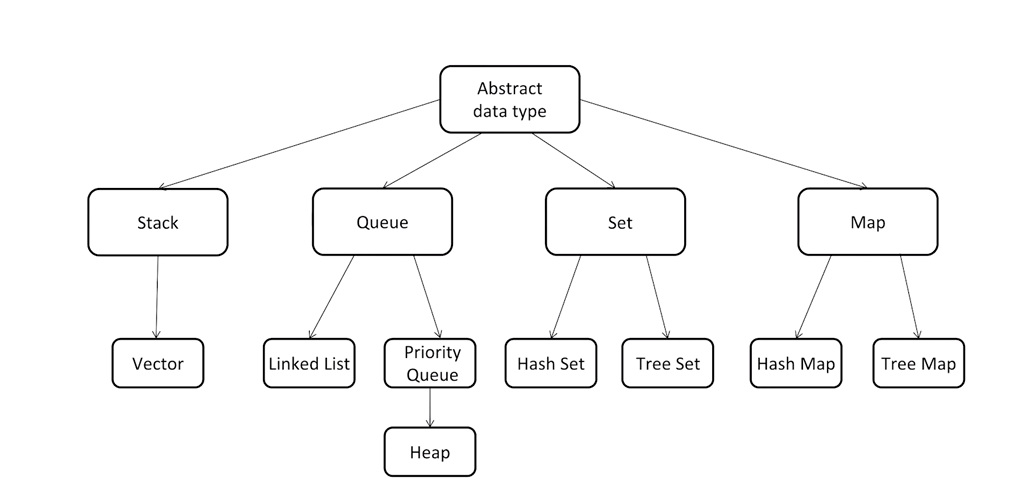 Abstract
data type
Stack
Queue
Set
Map
Vector
Linked List
Priority
Queue
Hash Set
Tree Set
Hash Map
Tree Map
Heap